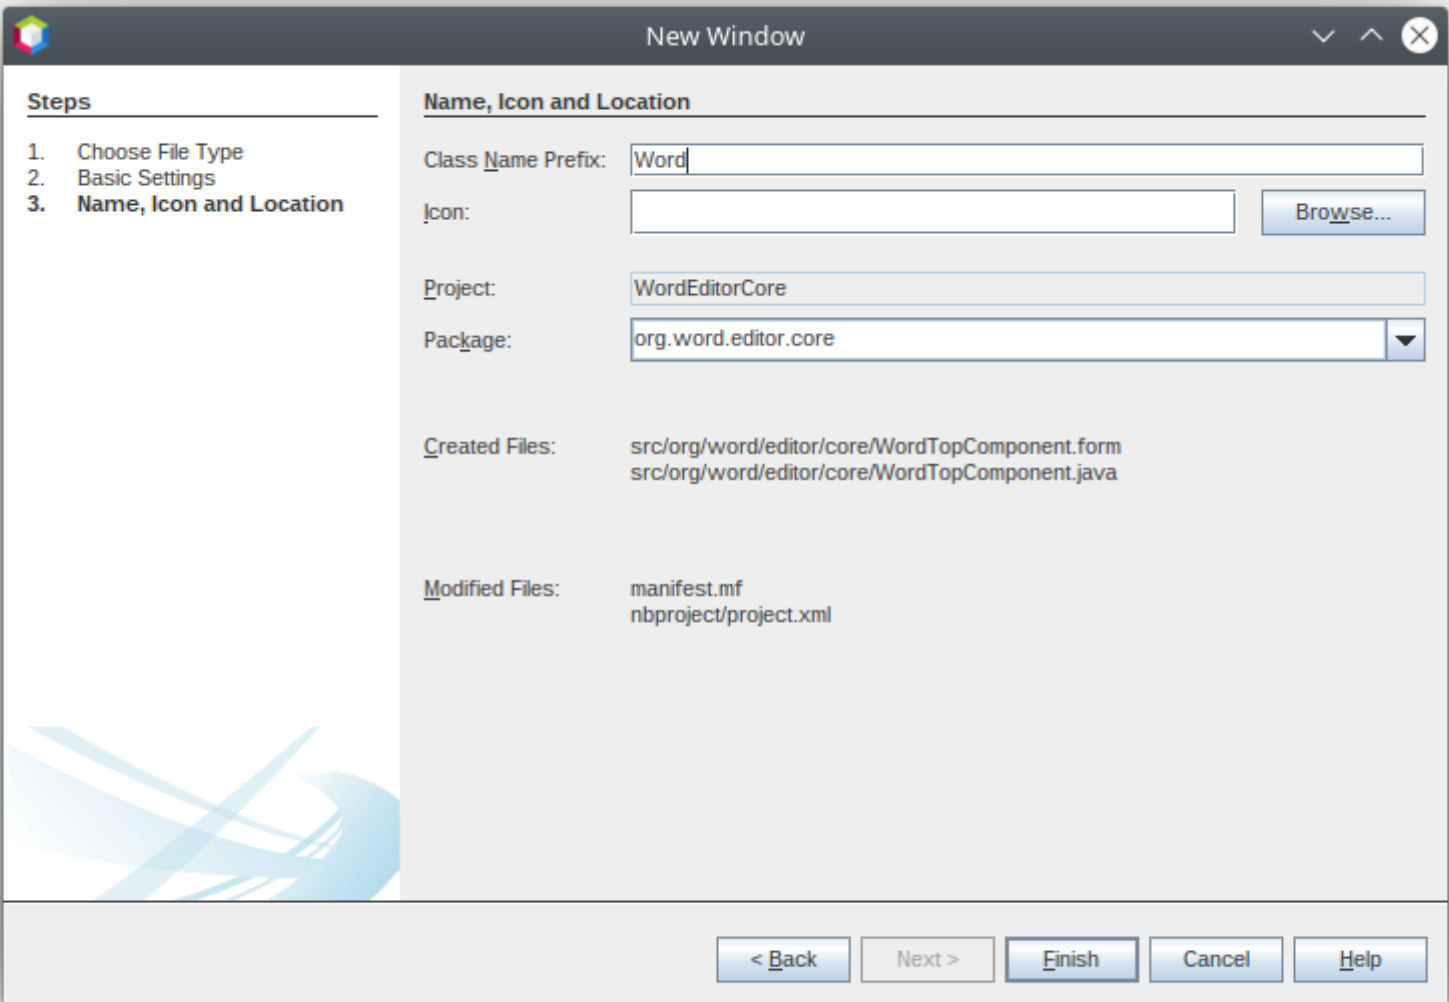 New Window
Steps
1. Choose File Type
2. Basic Settings
3. Name, Icon and Location
Name, Icon and Location
Class Name Prefix: Word
Icon: Browse...
Project: WordEditorCore
Package: org.word.editor.core
Created Files: src/org/word/editor/core/WordTopComponent.form
src/org/word/editor/core/WordTopComponent.java
Modified Files: manifest.mf
nbproject/project.xml
< Back Next > Finish Cancel Help